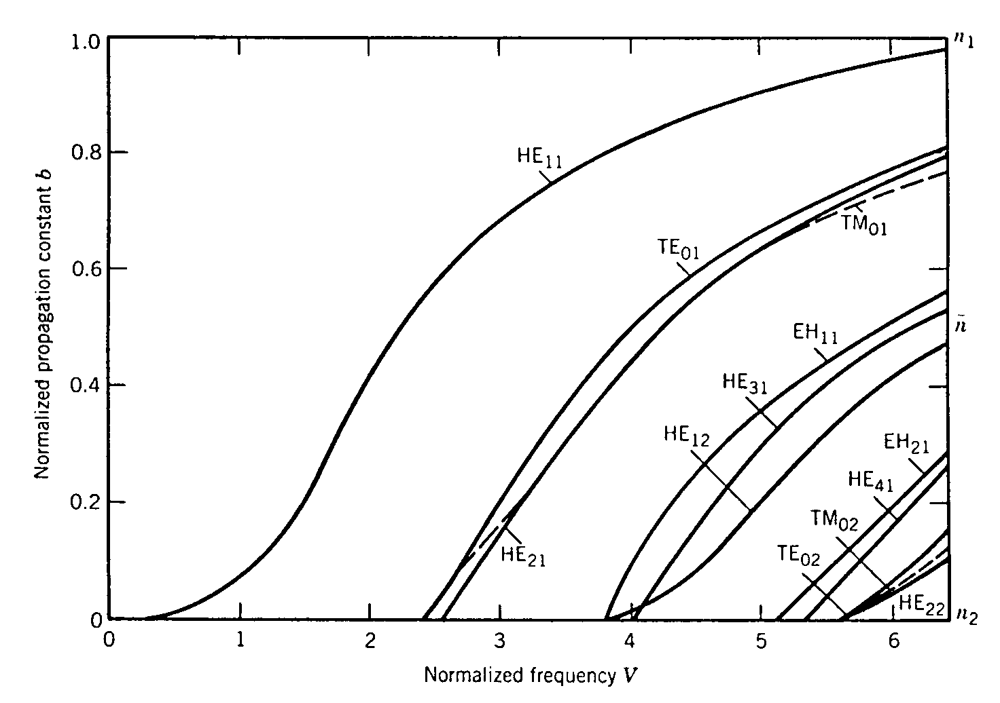 1.0
n₁
HE₁₁
0.8
TM₀₁
TE₀₁
0.6
Normalized propagation constant b
n̄
EH₁₁
HE₃₁
0.4
HE₁₂
EH₂₁
HE₄₁
0.2
TM₀₂
HE₂₁
TE₀₂
HE₂₂
0
n₂
0 1 2 3 4 5 6
Normalized frequency V